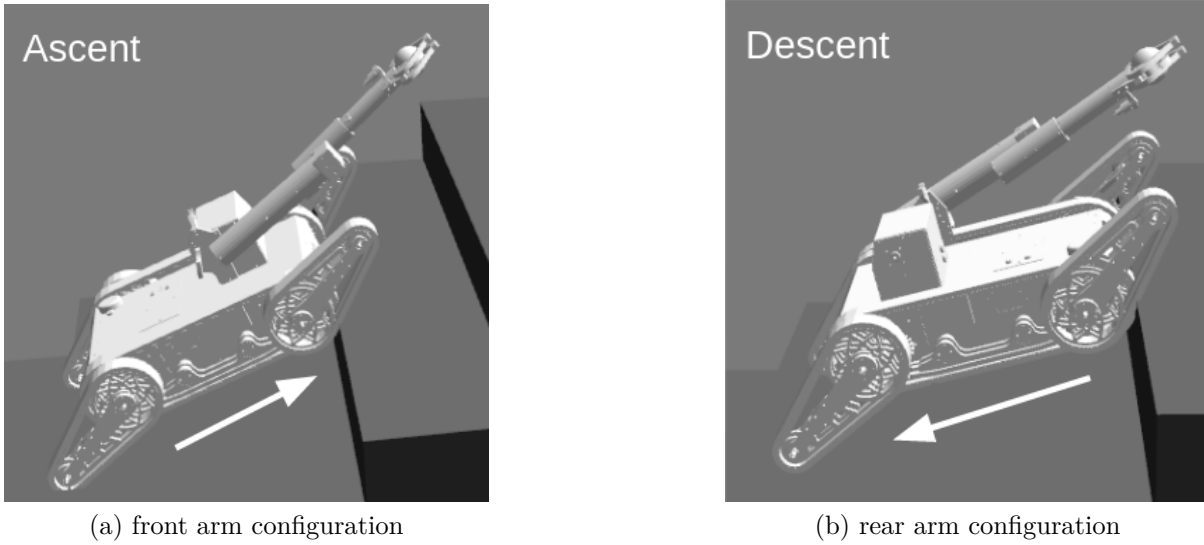 Ascent
Descent
(a) front arm configuration
(b) rear arm configuration